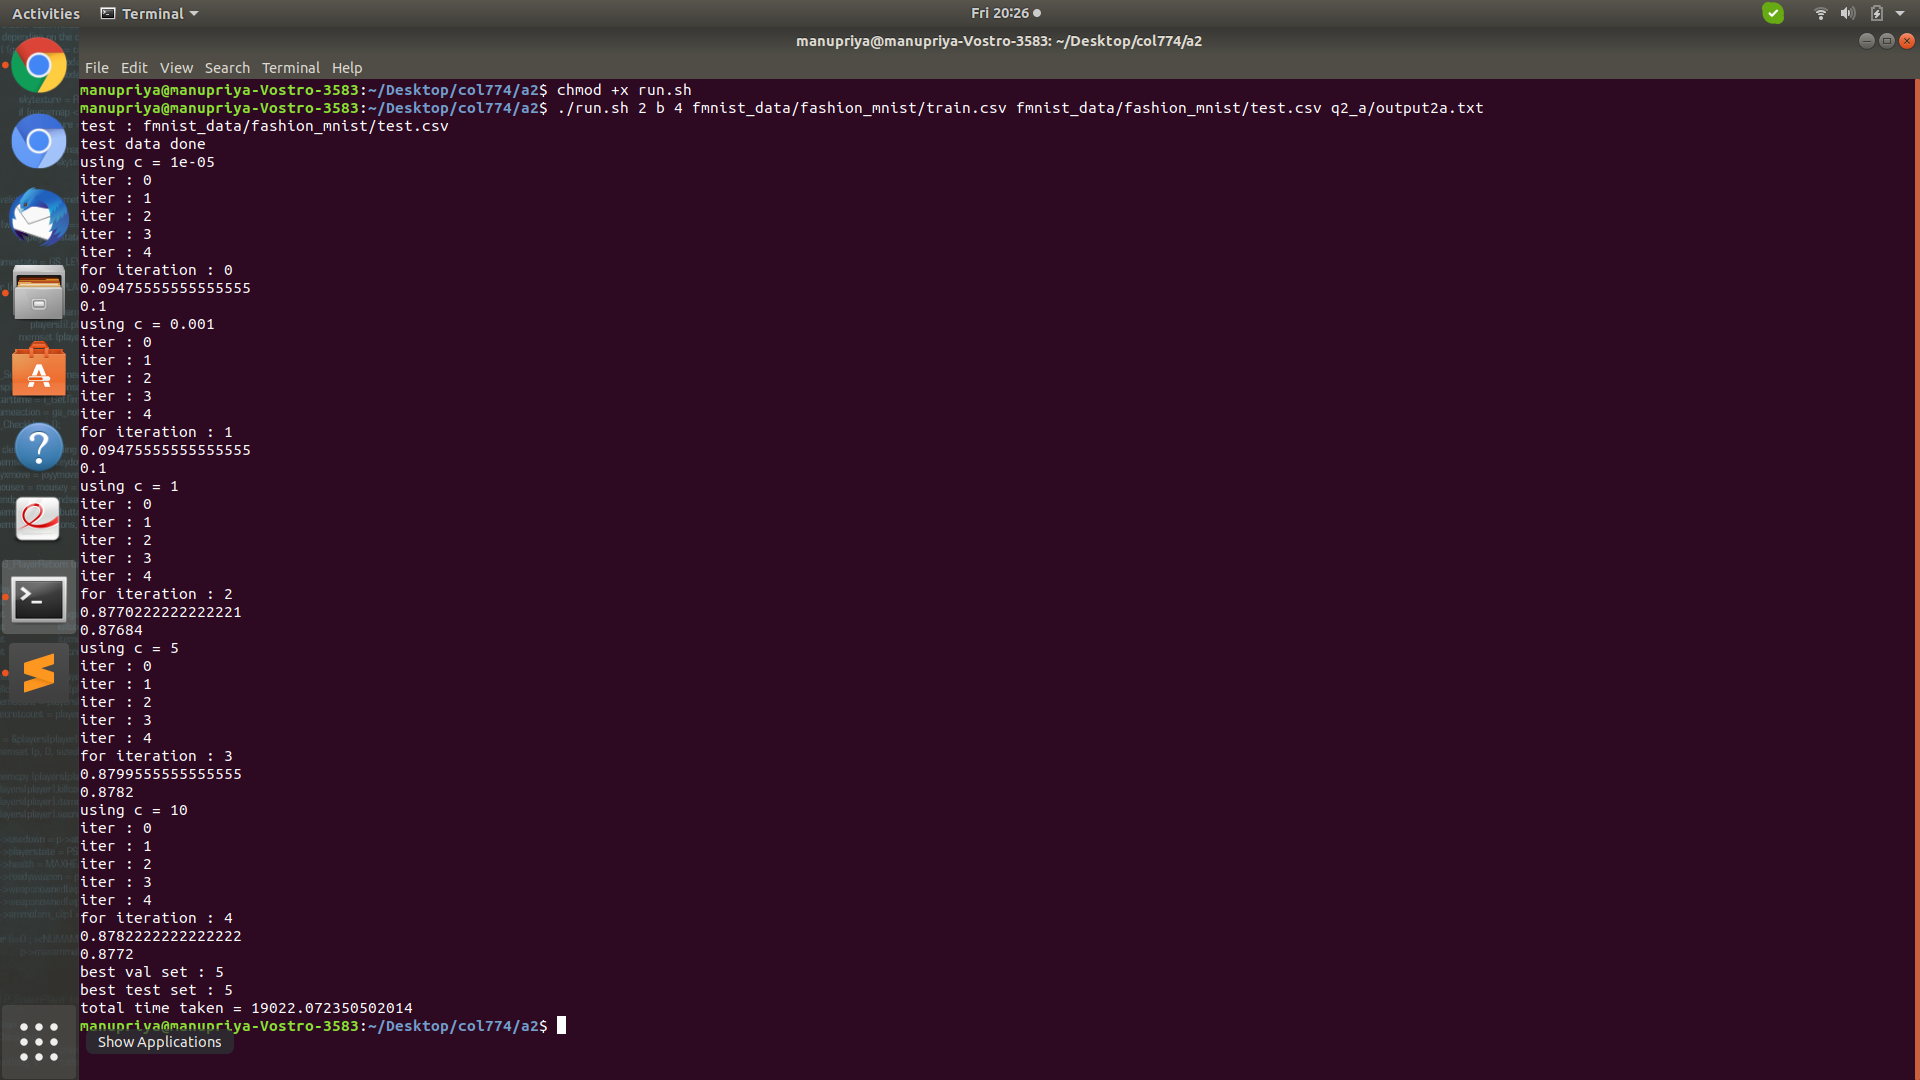 Activities Terminal Fri 20:26
manupriya@manupriya-Vostro-3583: ~/Desktop/col774/a2
File Edit View Search Terminal Help
manupriya@manupriya-Vostro-3583:~/Desktop/col774/a2$ chmod +x run.sh
manupriya@manupriya-Vostro-3583:~/Desktop/col774/a2$ ./run.sh 2 b 4 fmnist_data/fashion_mnist/train.csv fmnist_data/fashion_mnist/test.csv q2_a/output2a.txt
test : fmnist_data/fashion_mnist/test.csv
test data done
using c = 1e-05
iter : 0
iter : 1
iter : 2
iter : 3
iter : 4
for iteration : 0
0.09475555555555555
0.1
using c = 0.001
iter : 0
iter : 1
iter : 2
iter : 3
iter : 4
for iteration : 1
0.09475555555555555
0.1
using c = 1
iter : 0
iter : 1
iter : 2
iter : 3
iter : 4
for iteration : 2
0.8770222222222221
0.87684
using c = 5
iter : 0
iter : 1
iter : 2
iter : 3
iter : 4
for iteration : 3
0.8799555555555555
0.8782
using c = 10
iter : 0
iter : 1
iter : 2
iter : 3
iter : 4
for iteration : 4
0.8782222222222222
0.8772
best val set : 5
best test set : 5
total time taken = 19022.072350502014
manupriya@manupriya-Vostro-3583:~/Desktop/col774/a2$
Show Applications